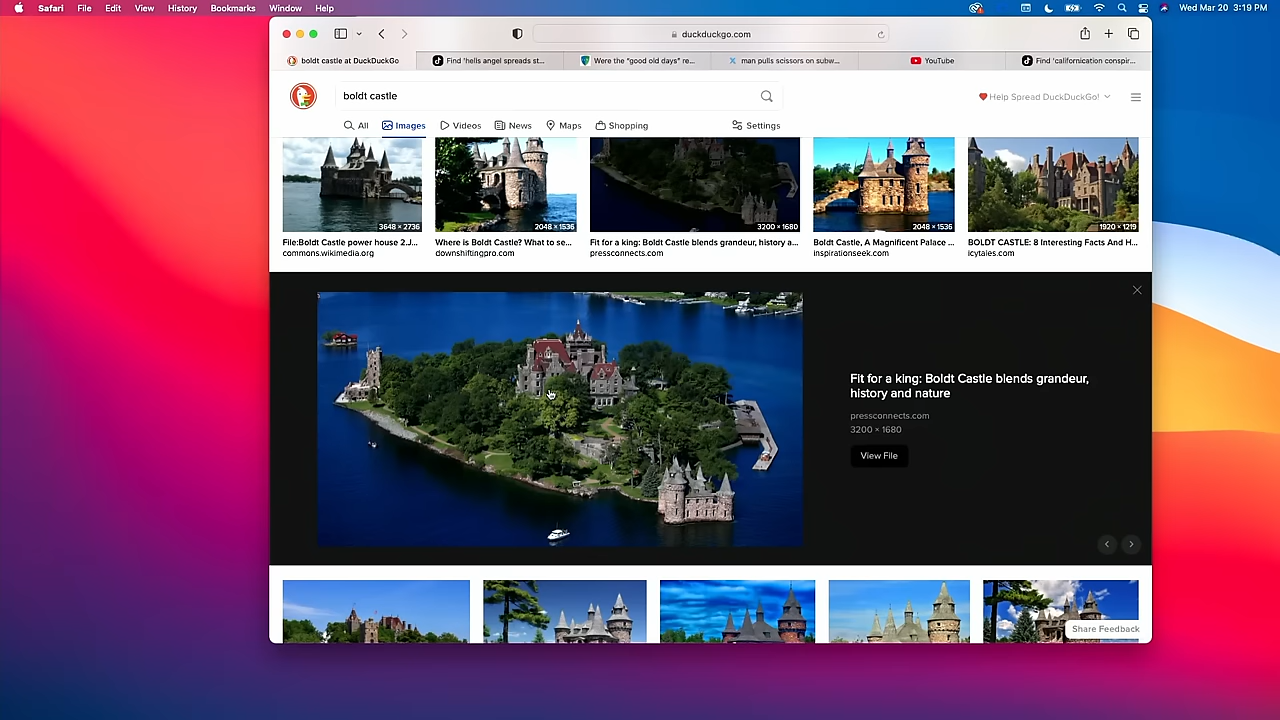 Safari File Edit View History Bookmarks Window Help Wed Mar 20 3:19 PM
duckduckgo.com
boldt castle at DuckDuckGo Find 'hells angel spreads st... Were the "good old days" re... man pulls scissors on subw... YouTube Find 'californication conspir...
boldt castle Help Spread DuckDuckGo!
All Images Videos News Maps Shopping Settings
3648 × 2736 2048 × 1536 3200 × 1680 2048 × 1536 1920 × 1219
File:Boldt Castle power house 2.J... Where is Boldt Castle? What to se... Fit for a king: Boldt Castle blends grandeur, history a... Boldt Castle, A Magnificent Palace ... BOLDT CASTLE: 8 Interesting Facts And H...
commons.wikimedia.org downshiftingpro.com pressconnects.com inspirationseek.com icytales.com
Fit for a king: Boldt Castle blends grandeur,
history and nature
pressconnects.com
3200 × 1680
View File
Share Feedback